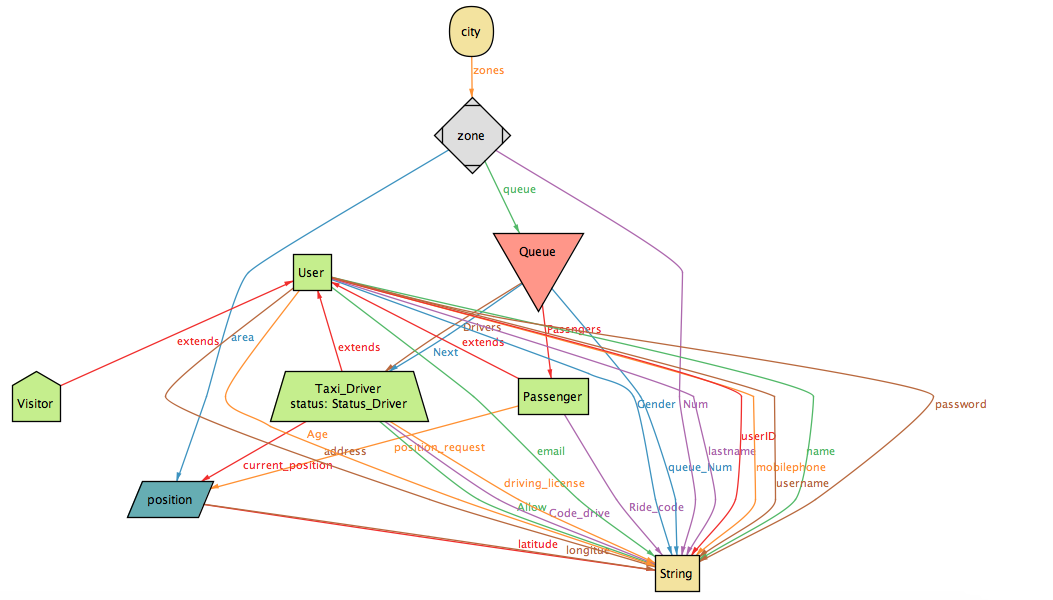 city
zones
zone
queue
Queue
User
Drivers
Passngers
extends
area
extends
Next
extends
Taxi_Driver
status: Status_Driver
Passenger
Visitor
Gender
Num
password
Age
address
position_request
userID
current_position
email
lastname
name
queue_Num
mobilephone
driving_license
username
position
Allow
Code_drive
Ride_code
latitude
longitue
String